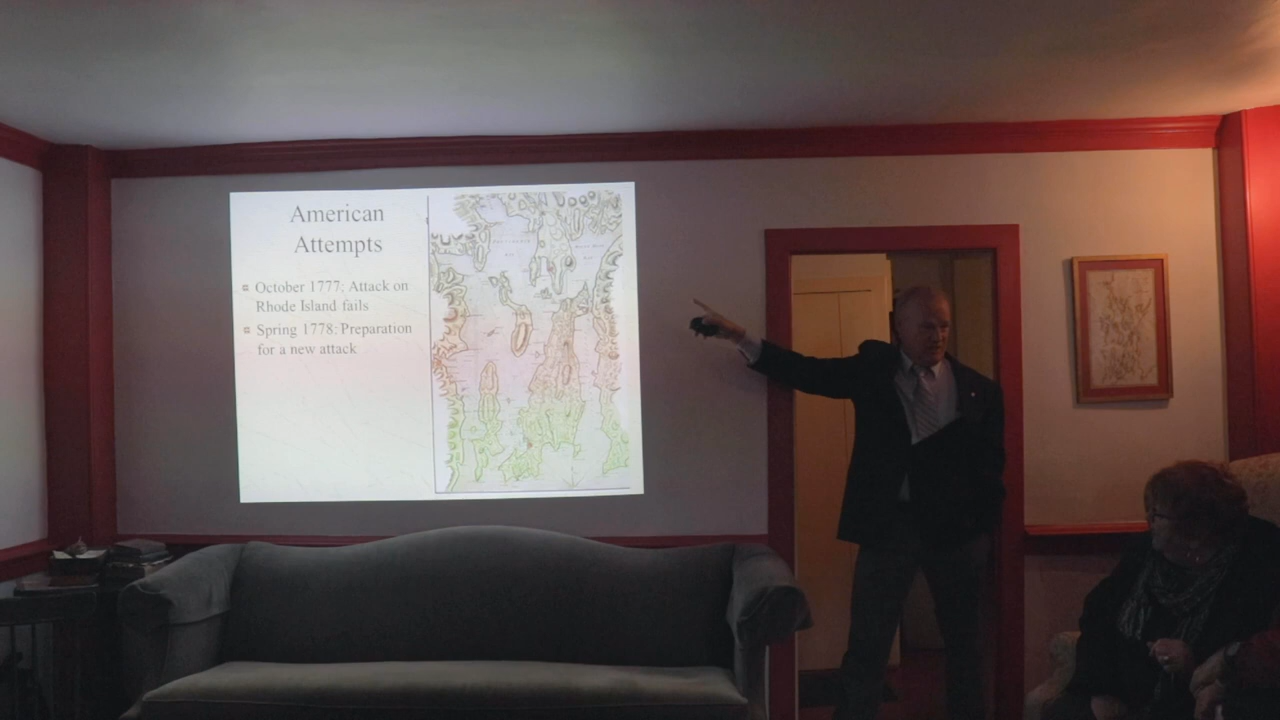 American
Attempts
October 1777: Attack on
Rhode Island fails
Spring 1778: Preparation
for a new attack